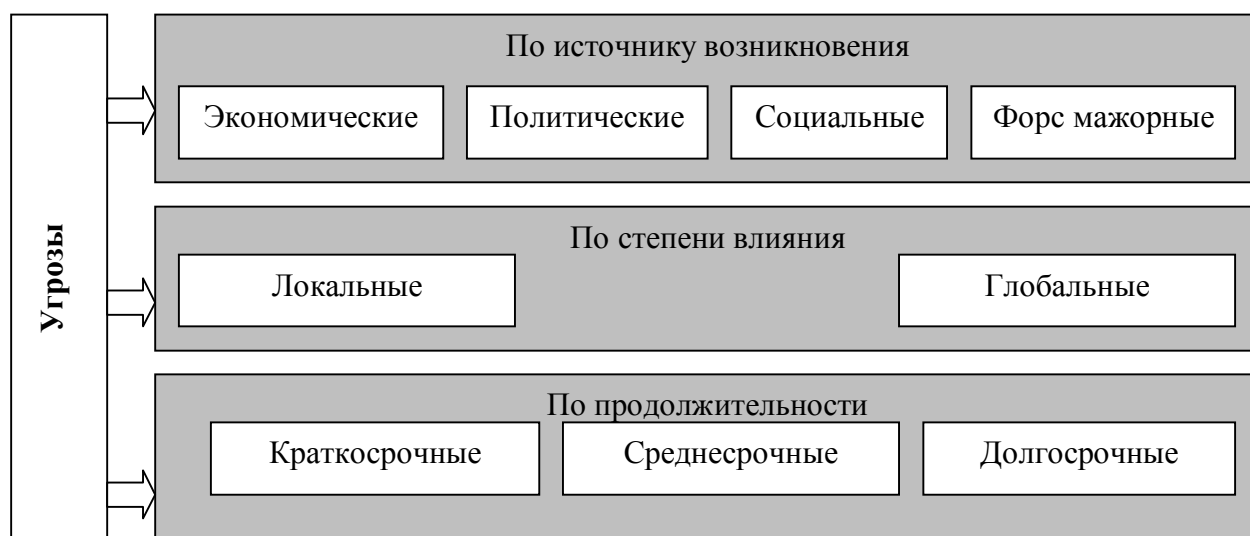 Угрозы
По источнику возникновения
Экономические
Политические
Социальные
Форс мажорные
По степени влияния
Локальные
Глобальные
По продолжительности
Краткосрочные
Среднесрочные
Долгосрочные